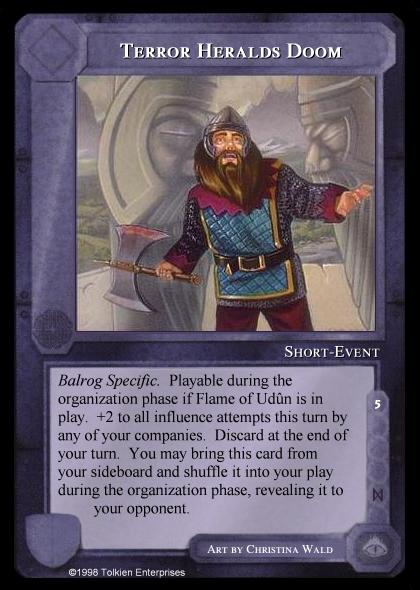 TERROR HERALDS DOOM
SHORT-EVENT
Balrog Specific. Playable during the
organization phase if Flame of Udûn is in
play. +2 to all influence attempts this turn by
any of your companies. Discard at the end of
your turn. You may bring this card from
your sideboard and shuffle it into your play
during the organization phase, revealing it to
your opponent.
5
ART BY CHRISTINA WALD
©1998 Tolkien Enterprises